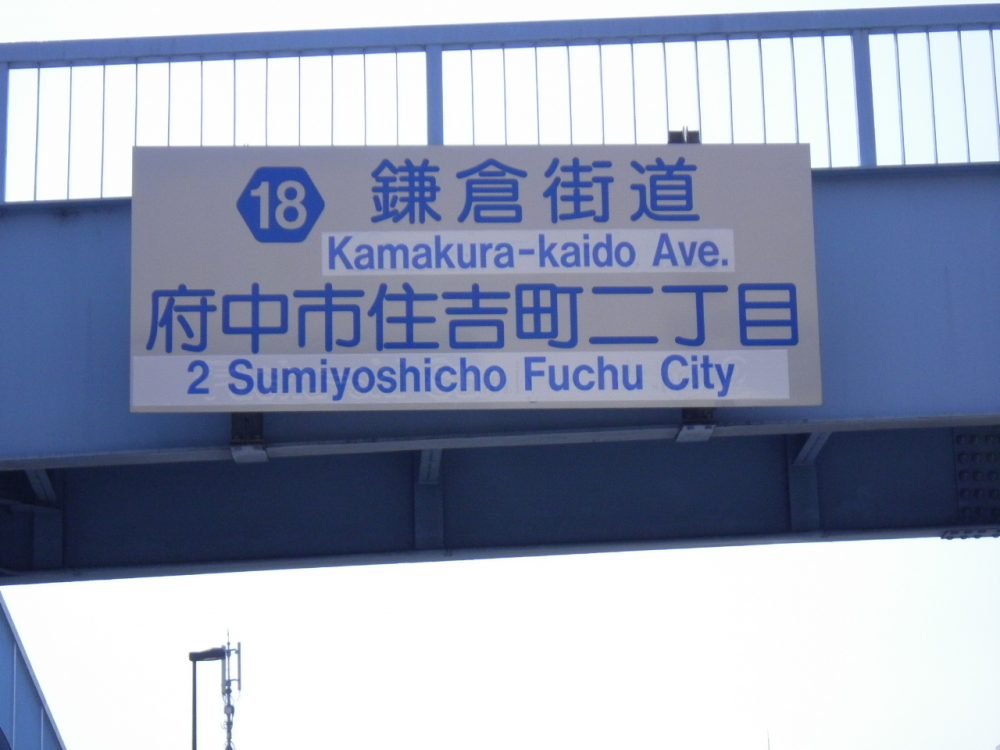 18 鎌倉街道
Kamakura-kaido Ave.
府中市住吉町二丁目
2 Sumiyoshicho Fuchu City